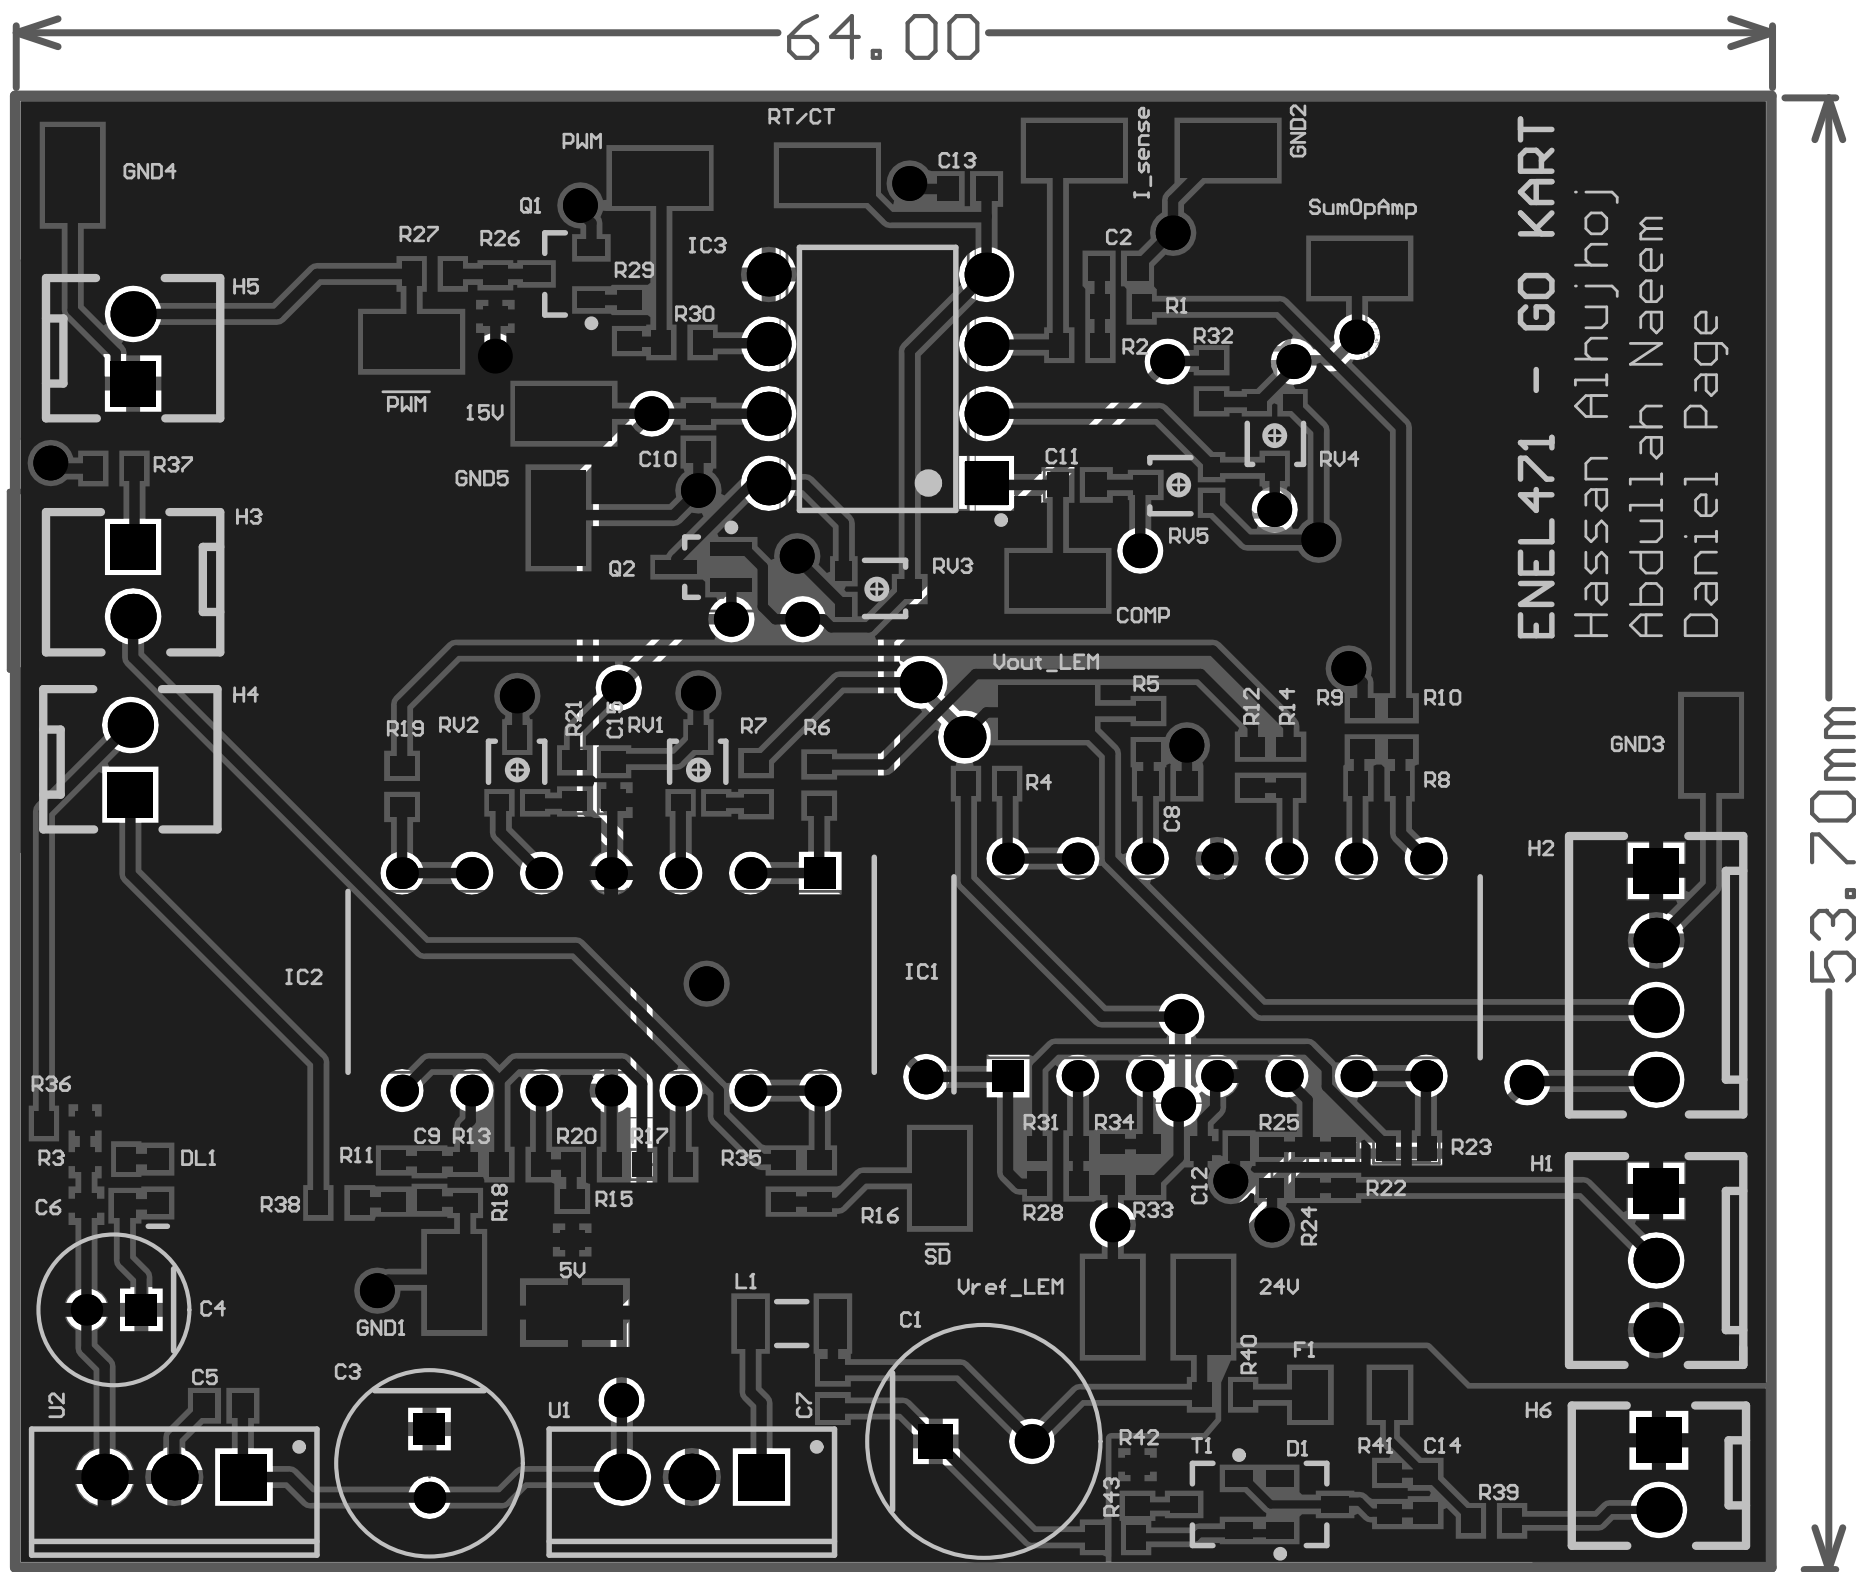 64.00
RT/CT
PWM
C13
I_sense
GND2
ENEL471 - GO KART
Hassan Alhujhoj
Abdullah Naeem
Daniel Page
GND4
Q1
SumOpAmp
R27
R26
IC3
C2
H5
R29
R30
R1
R32
R2
PWM
15V
C10
C11
RV4
R37
GND5
H3
RV5
Q2
RV3
COMP
Vout_LEM
H4
R19
RV2
R21
C15
RV1
R7
R6
R5
R12
R14
R9
R10
GND3
R4
R8
C8
H2
53.70mm
IC2
IC1
R36
R3
DL1
C9
R13
R20
R17
R11
R35
R31
R34
R25
R23
H1
C6
R38
R18
R15
R16
R28
R33
C12
R24
R22
SD
5V
L1
Vref_LEM
24V
C4
GND1
C1
C3
R40
F1
C5
U2
U1
C7
H6
R42
T1
D1
R41
C14
R43
R39